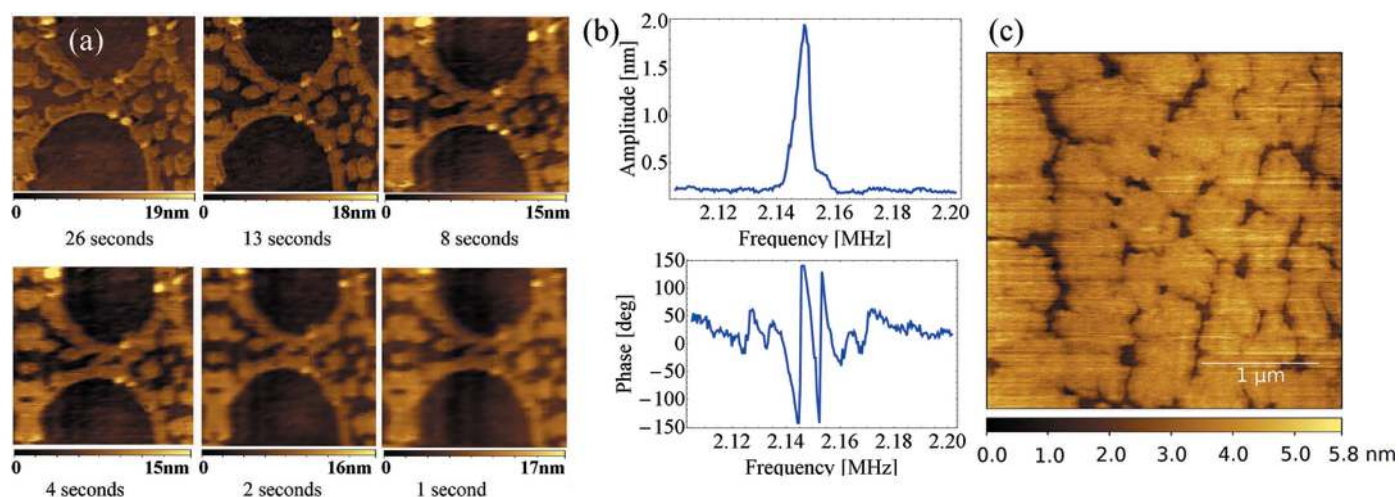 (a)
0 19nm
26 seconds
0 18nm
13 seconds
0 15nm
8 seconds
0 15nm
4 seconds
0 16nm
2 seconds
0 17nm
1 second
(b)
Amplitude [nm]
2.0
1.5
1.0
0.5
2.12 2.14 2.16 2.18 2.20
Frequency [MHz]
Phase [deg]
150
100
50
0
−50
−100
−150
2.12 2.14 2.16 2.18 2.20
Frequency [MHz]
(c)
1 µm
0.0 1.0 2.0 3.0 4.0 5.0 5.8 nm